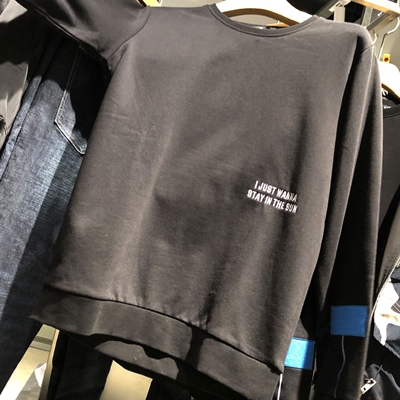 I JUST WANNA
STAY IN THE SUN